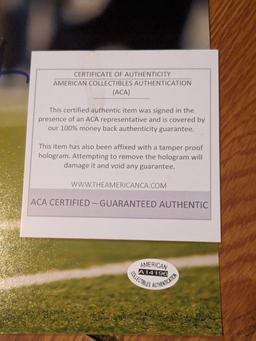 CERTIFICATE OF AUTHENTICITY
AMERICAN COLLECTIBLES AUTHENTICATION
(ACA)
This certified authentic item was signed in the
presence of an ACA representative and is covered by
our 100% money back authenticity guarantee.
This item has also been affixed with a tamper proof
hologram. Attempting to remove the hologram will
damage it and void any guarantee.
WWW.THEAMERICANCA.COM
ACA CERTIFIED – GUARANTEED AUTHENTIC
AMERICAN
A14196
COLLECTIBLES AUTHENTICATION